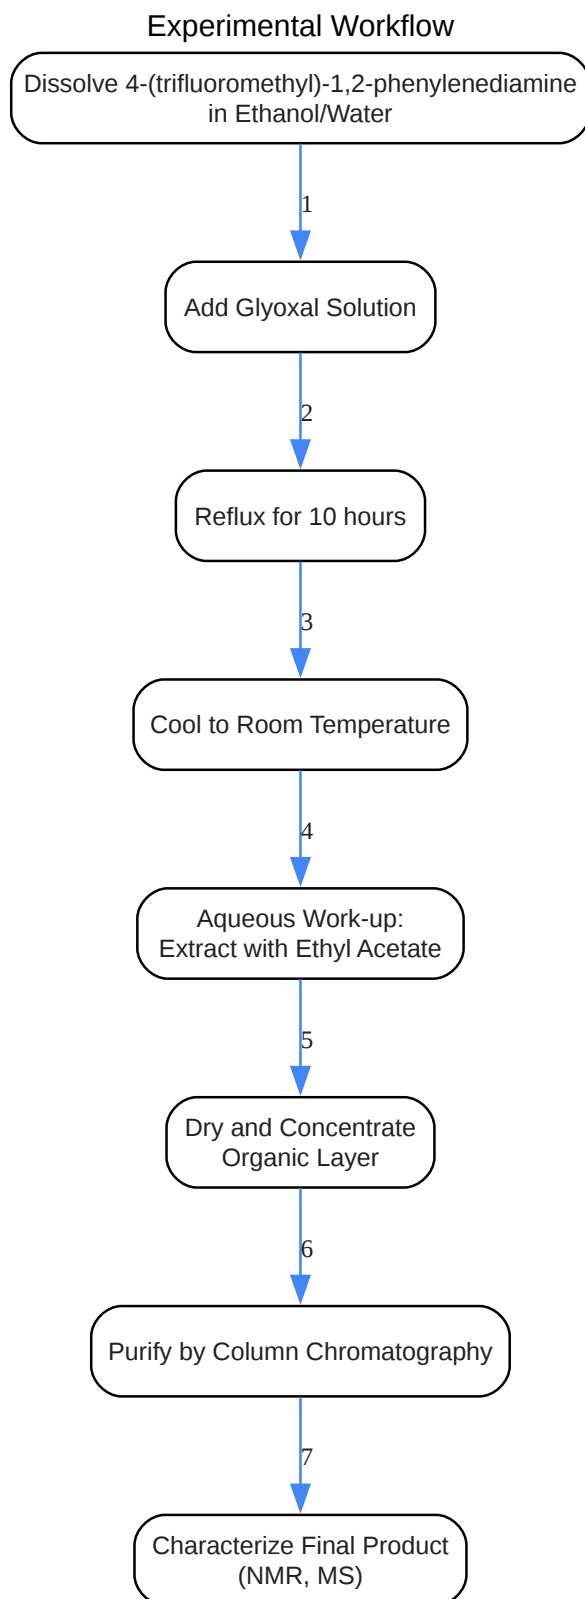 Experimental Workflow
Dissolve 4-(trifluoromethyl)-1,2-phenylenediamine
in Ethanol/Water
1
Add Glyoxal Solution
2
Reflux for 10 hours
3
Cool to Room Temperature
4
Aqueous Work-up:
Extract with Ethyl Acetate
5
Dry and Concentrate
Organic Layer
6
Purify by Column Chromatography
7
Characterize Final Product
(NMR, MS)